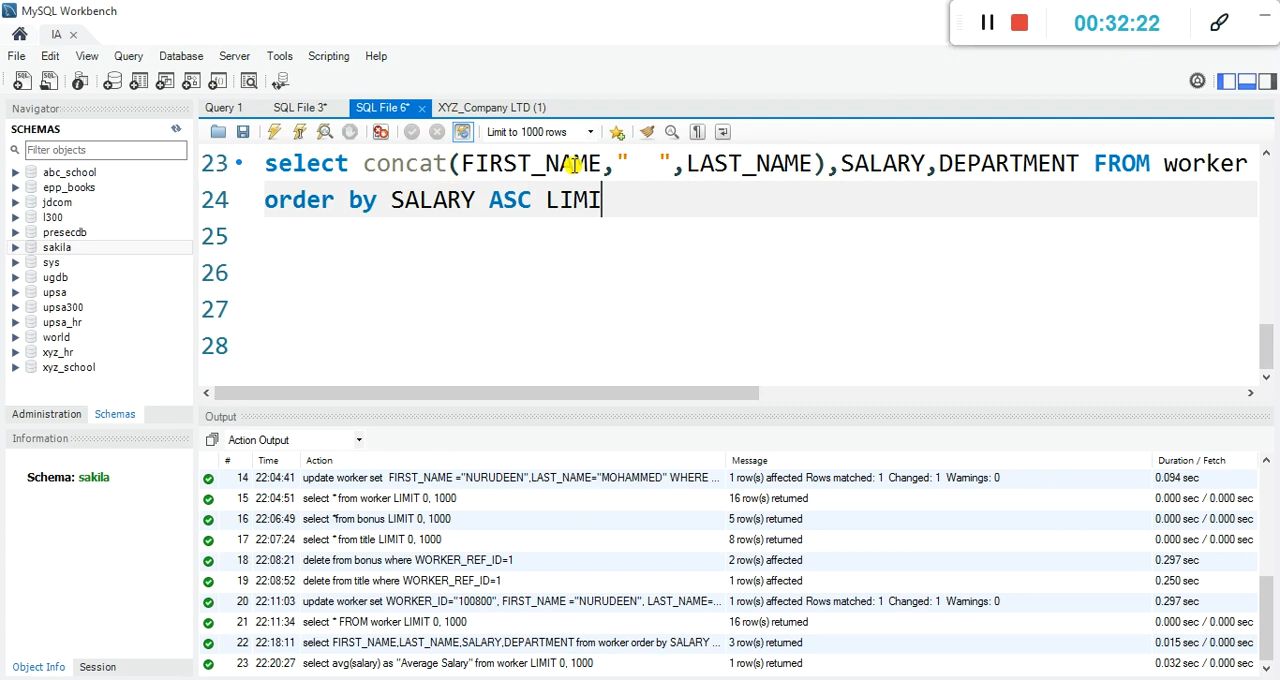 MySQL Workbench
00:32:22
IA ×
File Edit View Query Database Server Tools Scripting Help
Navigator
Query 1 SQL File 3* SQL File 6* × XYZ_Company LTD (1)
SCHEMAS
Limit to 1000 rows
Filter objects
abc_school
epp_books
jdcom
l300
presecdb
sakila
sys
ugdb
upsa
upsa300
upsa_hr
world
xyz_hr
xyz_school
23 select concat(FIRST_NAME,"  ",LAST_NAME),SALARY,DEPARTMENT FROM worker
24 order by SALARY ASC LIMI
25
26
27
28
Administration Schemas
Information
Schema: sakila
Object Info Session
Output
Action Output
# Time Action Message Duration / Fetch
14 22:04:41 update worker set FIRST_NAME ="NURUDEEN",LAST_NAME="MOHAMMED" WHERE ... 1 row(s) affected Rows matched: 1 Changed: 1 Warnings: 0 0.094 sec
15 22:04:51 select * from worker LIMIT 0, 1000 16 row(s) returned 0.000 sec / 0.000 sec
16 22:06:49 select *from bonus LIMIT 0, 1000 5 row(s) returned 0.000 sec / 0.000 sec
17 22:07:24 select * from title LIMIT 0, 1000 8 row(s) returned 0.000 sec / 0.000 sec
18 22:08:21 delete from bonus where WORKER_REF_ID=1 2 row(s) affected 0.297 sec
19 22:08:52 delete from title where WORKER_REF_ID=1 1 row(s) affected 0.250 sec
20 22:11:03 update worker set WORKER_ID="100800", FIRST_NAME ="NURUDEEN", LAST_NAME=... 1 row(s) affected Rows matched: 1 Changed: 1 Warnings: 0 0.297 sec
21 22:11:34 select * FROM worker LIMIT 0, 1000 16 row(s) returned 0.000 sec / 0.000 sec
22 22:18:11 select FIRST_NAME,LAST_NAME,SALARY,DEPARTMENT from worker order by SALARY ... 3 row(s) returned 0.015 sec / 0.000 sec
23 22:20:27 select avg(salary) as "Average Salary" from worker LIMIT 0, 1000 1 row(s) returned 0.032 sec / 0.000 sec